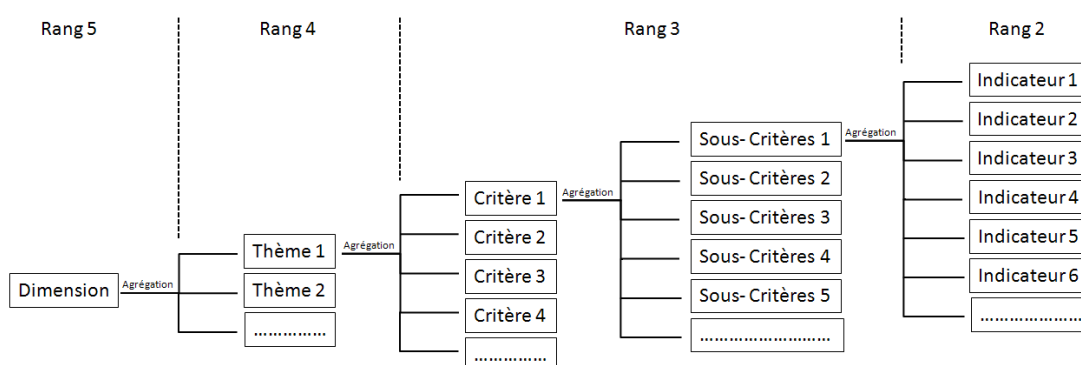 Rang 5
Rang 4
Rang 3
Rang 2
Dimension
Agrégation
Thème 1
Thème 2
...............
Agrégation
Critère 1
Critère 2
Critère 3
Critère 4
...............
Agrégation
Sous- Critères 1
Sous- Critères 2
Sous- Critères 3
Sous- Critères 4
Sous- Critères 5
...........................
Agrégation
Indicateur 1
Indicateur 2
Indicateur 3
Indicateur 4
Indicateur 5
Indicateur 6
.....................